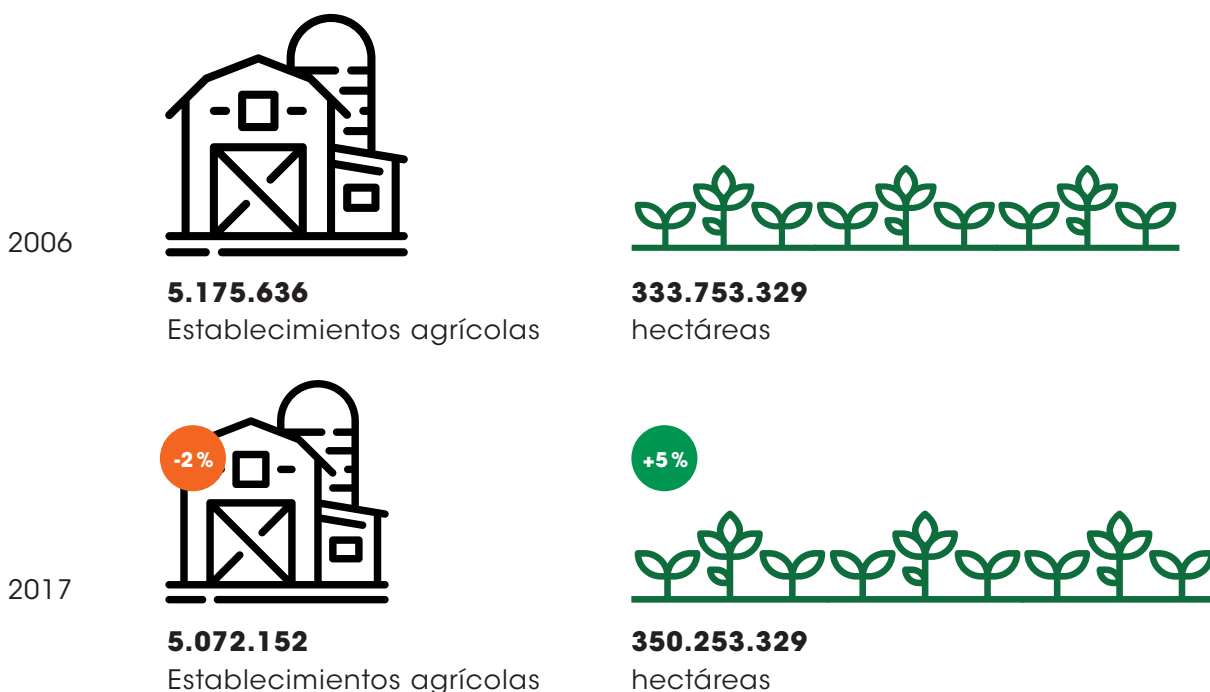 2006
5.175.636
Establecimientos agrícolas
333.753.329
hectáreas
-2%
+5%
2017
5.072.152
Establecimientos agrícolas
350.253.329
hectáreas